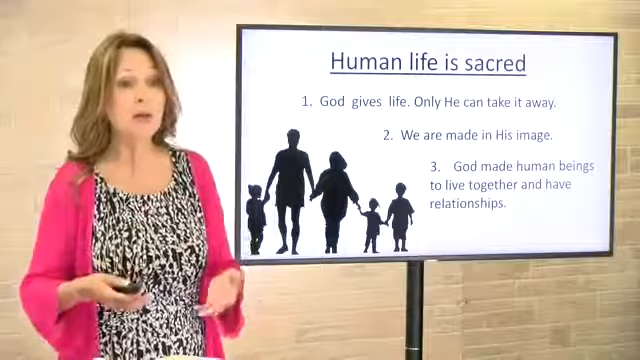 Human life is sacred
1. God gives life. Only He can take it away.
2. We are made in His image.
3. God made human beings
to live together and have
relationships.